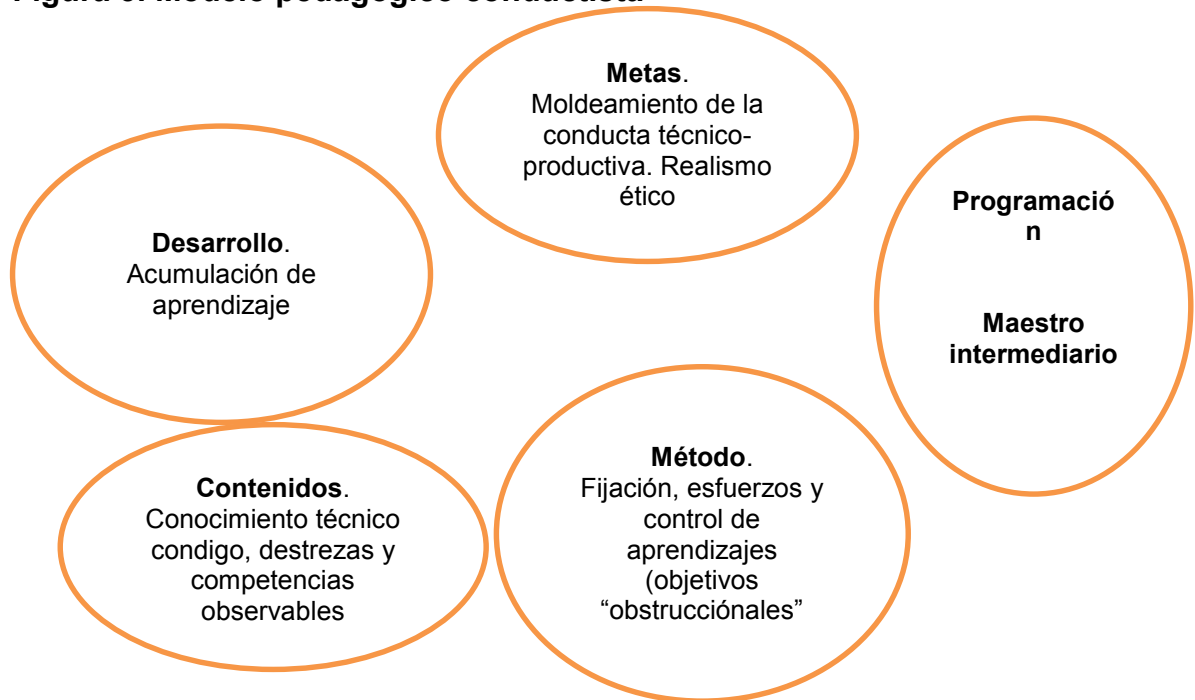 Metas.
Moldeamiento de la
conducta técnico-
productiva. Realismo
ético
Desarrollo.
Acumulación de
aprendizaje
Programació
n
Maestro
intermediario
Contenidos.
Conocimiento técnico
condigo, destrezas y
competencias
observables
Método.
Fijación, esfuerzos y
control de
aprendizajes
(objetivos
“obstrucciónales”